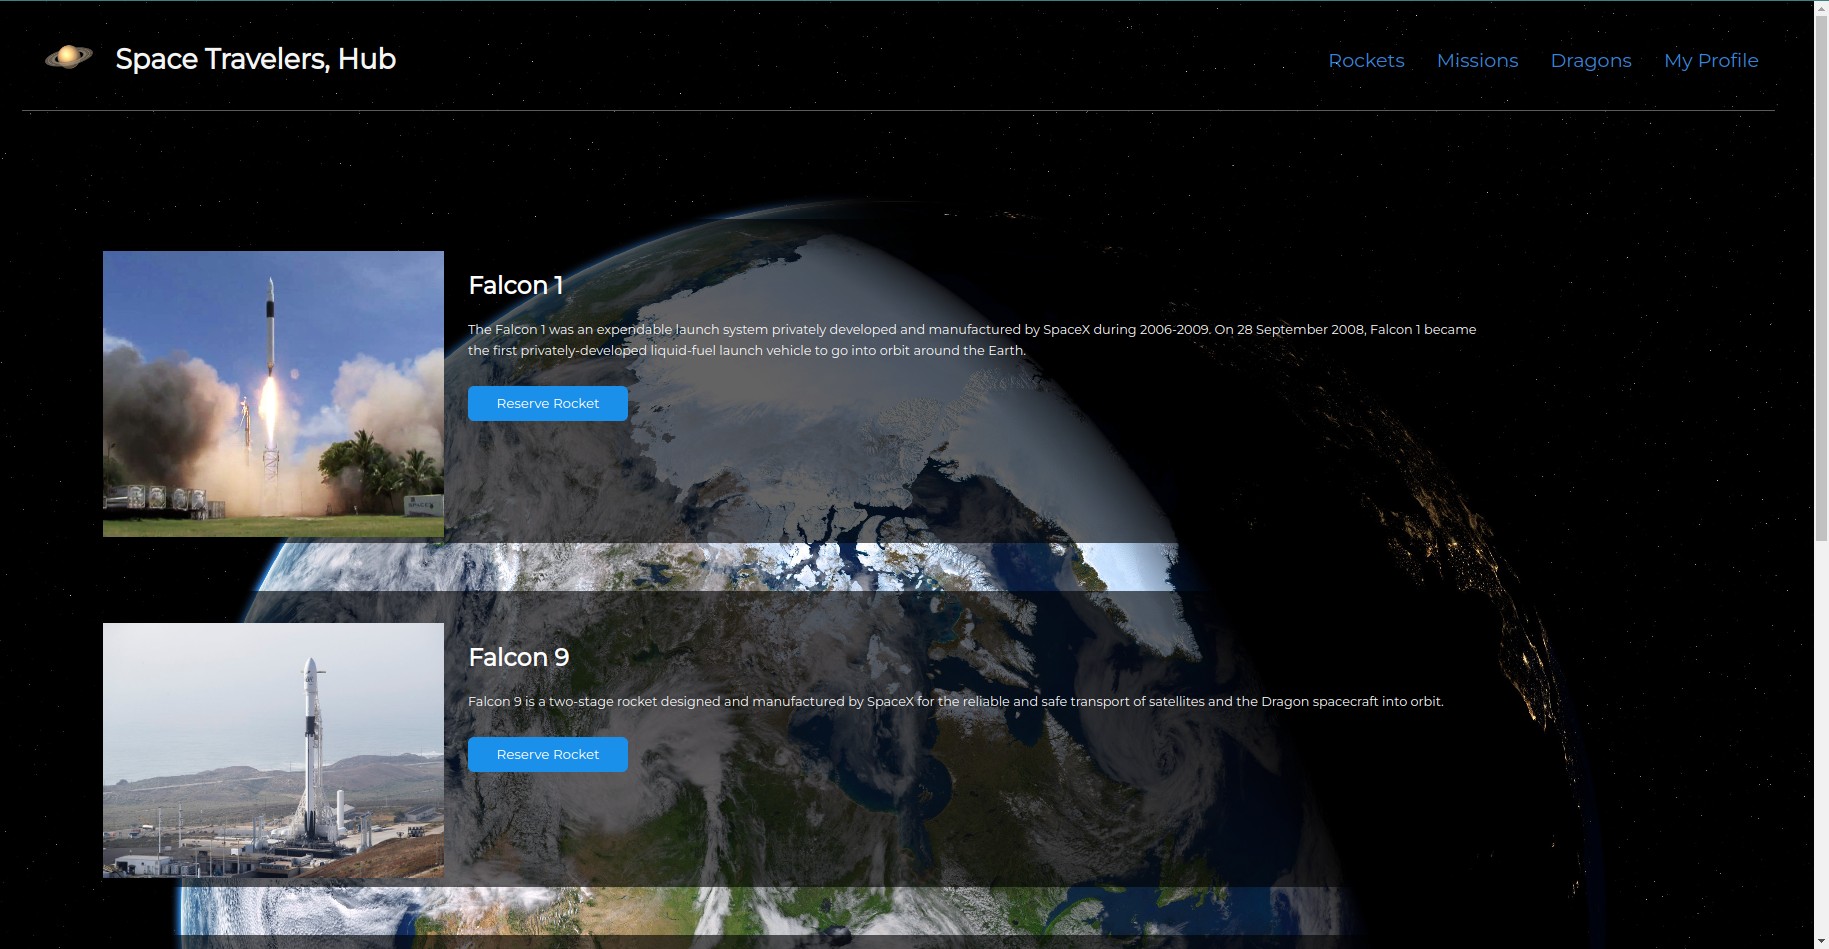 Space Travelers, Hub
Rockets Missions Dragons My Profile
Falcon 1
The Falcon 1 was an expendable launch system privately developed and manufactured by SpaceX during 2006-2009. On 28 September 2008, Falcon 1 became
the first privately-developed liquid-fuel launch vehicle to go into orbit around the Earth.
Reserve Rocket
Falcon 9
Falcon 9 is a two-stage rocket designed and manufactured by SpaceX for the reliable and safe transport of satellites and the Dragon spacecraft into orbit.
Reserve Rocket